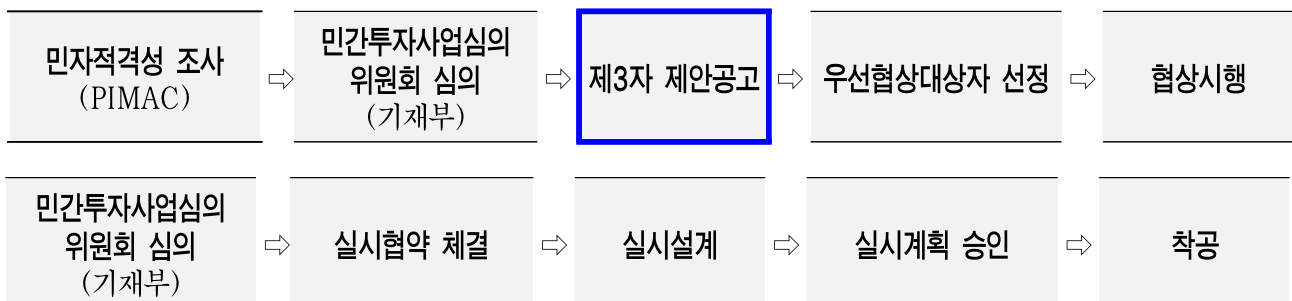 민자적격성 조사
(PIMAC)
⇨
민간투자사업심의
위원회 심의
(기재부)
⇨
제3자 제안공고
⇨
우선협상대상자 선정
⇨
협상시행
민간투자사업심의
위원회 심의
(기재부)
⇨
실시협약 체결
⇨
실시설계
⇨
실시계획 승인
⇨
착공